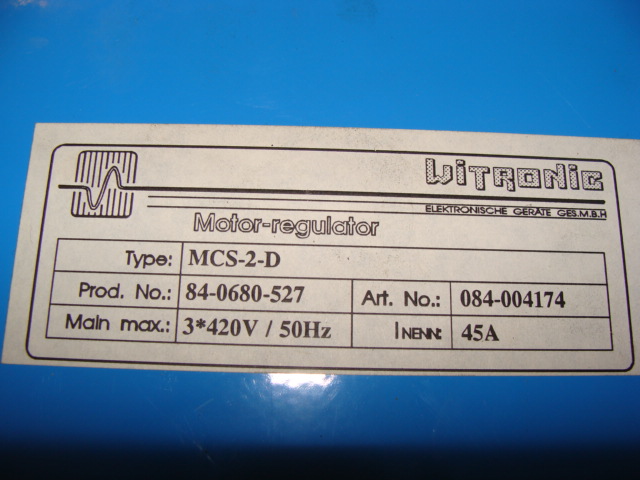 WiTRONiC
ELEKTRONISCHE GERÄTE GES.M.B.H
Motor-regulator
Type: MCS-2-D
Prod. No.: 84-0680-527 Art. No.: 084-004174
Main max.: 3*420V / 50Hz INENN: 45A